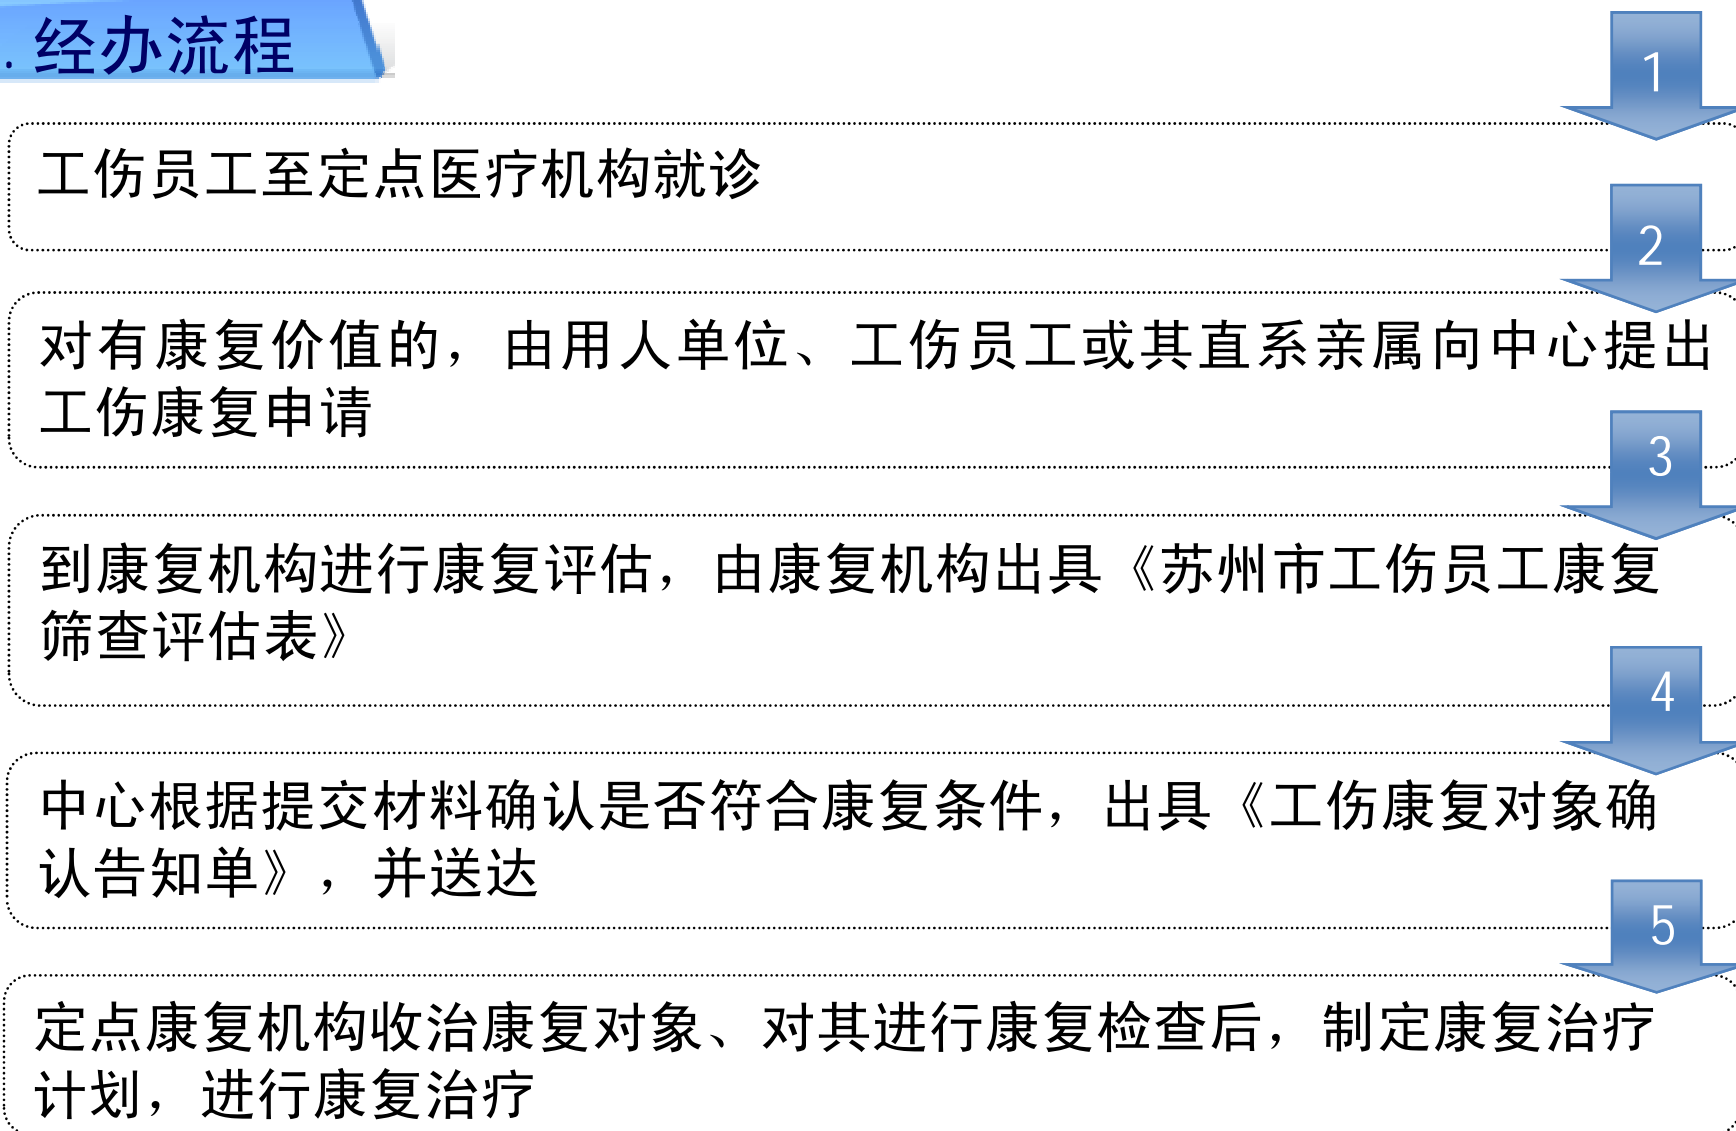 .经办流程
1
工伤员工至定点医疗机构就诊
2
对有康复价值的，由用人单位、工伤员工或其直系亲属向中心提出
工伤康复申请
3
到康复机构进行康复评估，由康复机构出具《苏州市工伤员工康复
筛查评估表》
4
中心根据提交材料确认是否符合康复条件，出具《工伤康复对象确
认告知单》，并送达
5
定点康复机构收治康复对象、对其进行康复检查后，制定康复治疗
计划，进行康复治疗